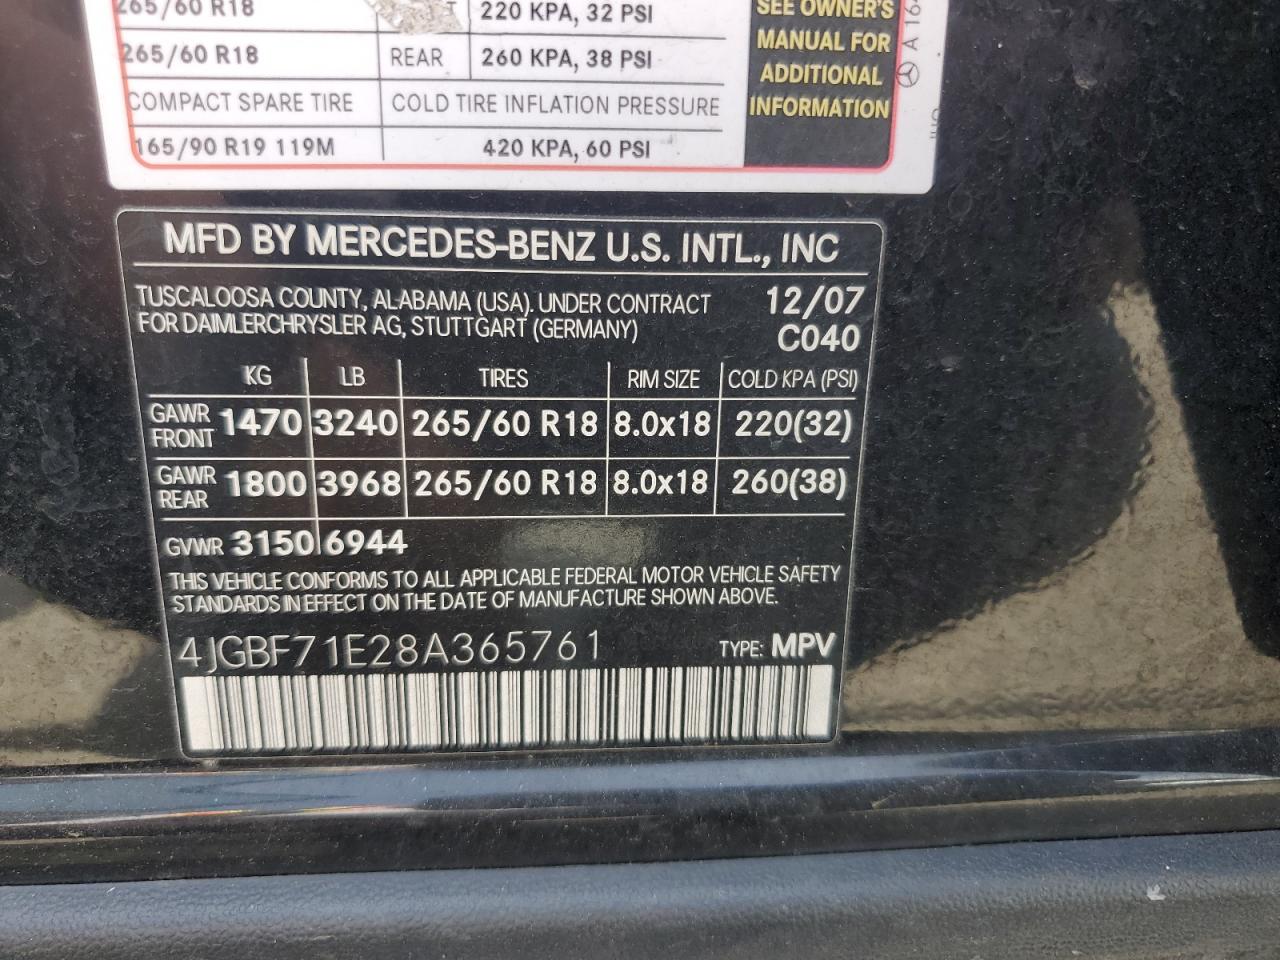 265/60 R18 220 KPA, 32 PSI
265/60 R18 REAR 260 KPA, 38 PSI
COMPACT SPARE TIRE COLD TIRE INFLATION PRESSURE
165/90 R19 119M 420 KPA, 60 PSI
SEE OWNER'S
MANUAL FOR
ADDITIONAL
INFORMATION
MFD BY MERCEDES-BENZ U.S. INTL., INC
TUSCALOOSA COUNTY, ALABAMA (USA). UNDER CONTRACT 12/07
FOR DAIMLERCHRYSLER AG, STUTTGART (GERMANY) C040
KG LB TIRES RIM SIZE COLD KPA (PSI)
GAWR FRONT 1470 3240 265/60 R18 8.0x18 220(32)
GAWR REAR 1800 3968 265/60 R18 8.0x18 260(38)
GVWR 3150 6944
THIS VEHICLE CONFORMS TO ALL APPLICABLE FEDERAL MOTOR VEHICLE SAFETY
STANDARDS IN EFFECT ON THE DATE OF MANUFACTURE SHOWN ABOVE.
4JGBF71E28A365761 TYPE: MPV